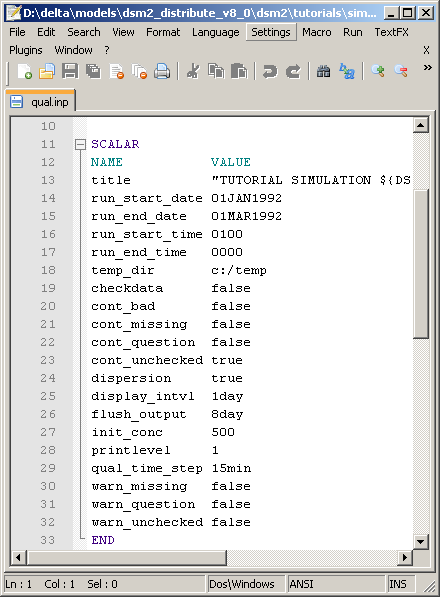 D:\delta\models\dsm2_distribute_v8_0\dsm2\tutorials\sim...
File Edit Search View Format Language Settings Macro Run TextFX
Plugins Window ? X
qual.inp
10
11 SCALAR
12 NAME VALUE
13 title "TUTORIAL SIMULATION ${DS
14 run_start_date 01JAN1992
15 run_end_date 01MAR1992
16 run_start_time 0100
17 run_end_time 0000
18 temp_dir c:/temp
19 checkdata false
20 cont_bad false
21 cont_missing false
22 cont_question false
23 cont_unchecked true
24 dispersion true
25 display_intvl 1day
26 flush_output 8day
27 init_conc 500
28 printlevel 1
29 qual_time_step 15min
30 warn_missing false
31 warn_question false
32 warn_unchecked false
33 END
Ln : 1 Col : 1 Sel : 0 Dos\Windows ANSI INS